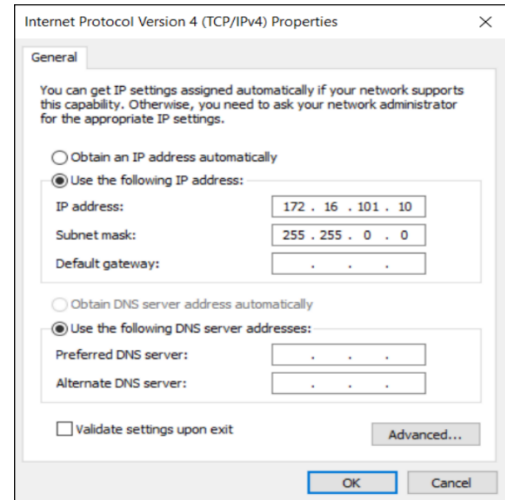 Internet Protocol Version 4 (TCP/IPv4) Properties
General
You can get IP settings assigned automatically if your network supports
this capability. Otherwise, you need to ask your network administrator
for the appropriate IP settings.
Obtain an IP address automatically
Use the following IP address:
IP address: 172 . 16 . 101 . 10
Subnet mask: 255 . 255 . 0 . 0
Default gateway: . . .
Obtain DNS server address automatically
Use the following DNS server addresses:
Preferred DNS server: . . .
Alternate DNS server: . . .
Validate settings upon exit
Advanced...
OK Cancel